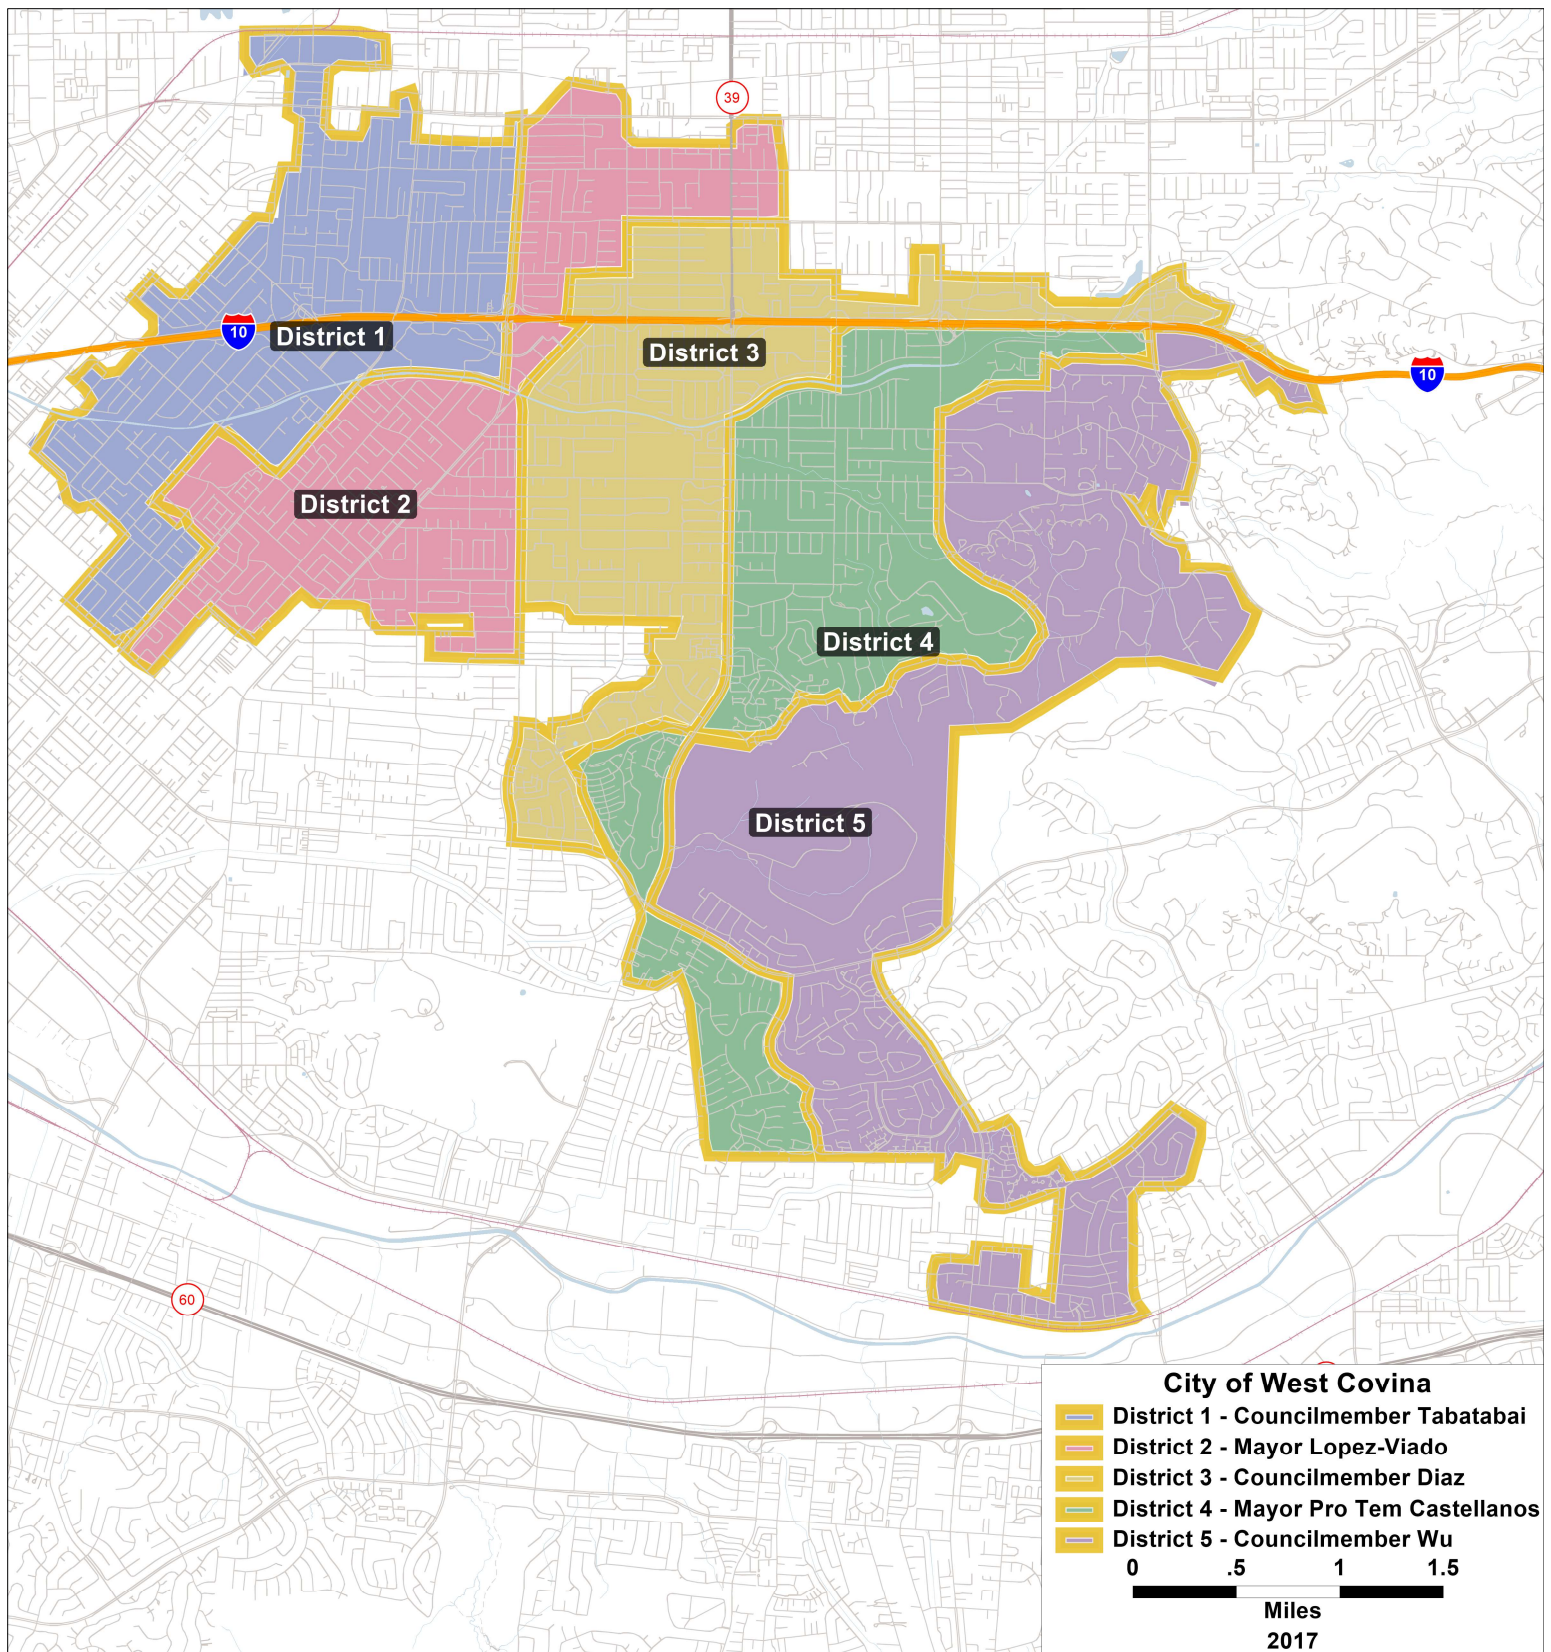 39
10
District 1
District 3
10
District 2
District 4
District 5
60
City of West Covina
District 1 - Councilmember Tabatabai
District 2 - Mayor Lopez-Viado
District 3 - Councilmember Diaz
District 4 - Mayor Pro Tem Castellanos
District 5 - Councilmember Wu
0 .5 1 1.5
Miles
2017